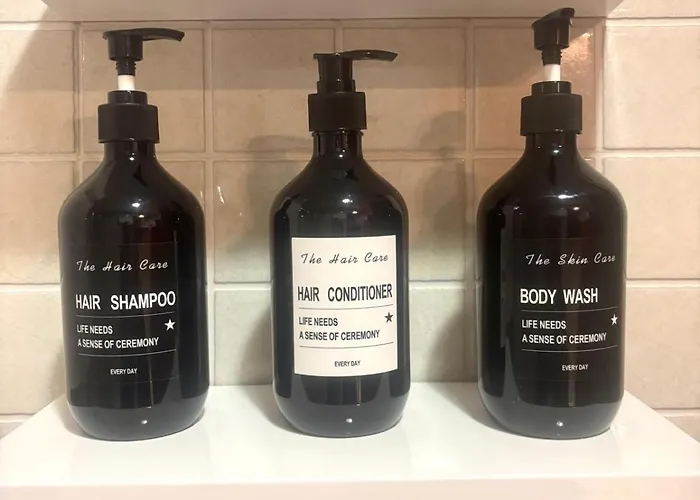 The Hair Care
HAIR SHAMPOO
LIFE NEEDS
A SENSE OF CEREMONY
EVERY DAY
The Hair Care
HAIR CONDITIONER
LIFE NEEDS
A SENSE OF CEREMONY
EVERY DAY
The Skin Care
BODY WASH
LIFE NEEDS
A SENSE OF CEREMONY
EVERY DAY